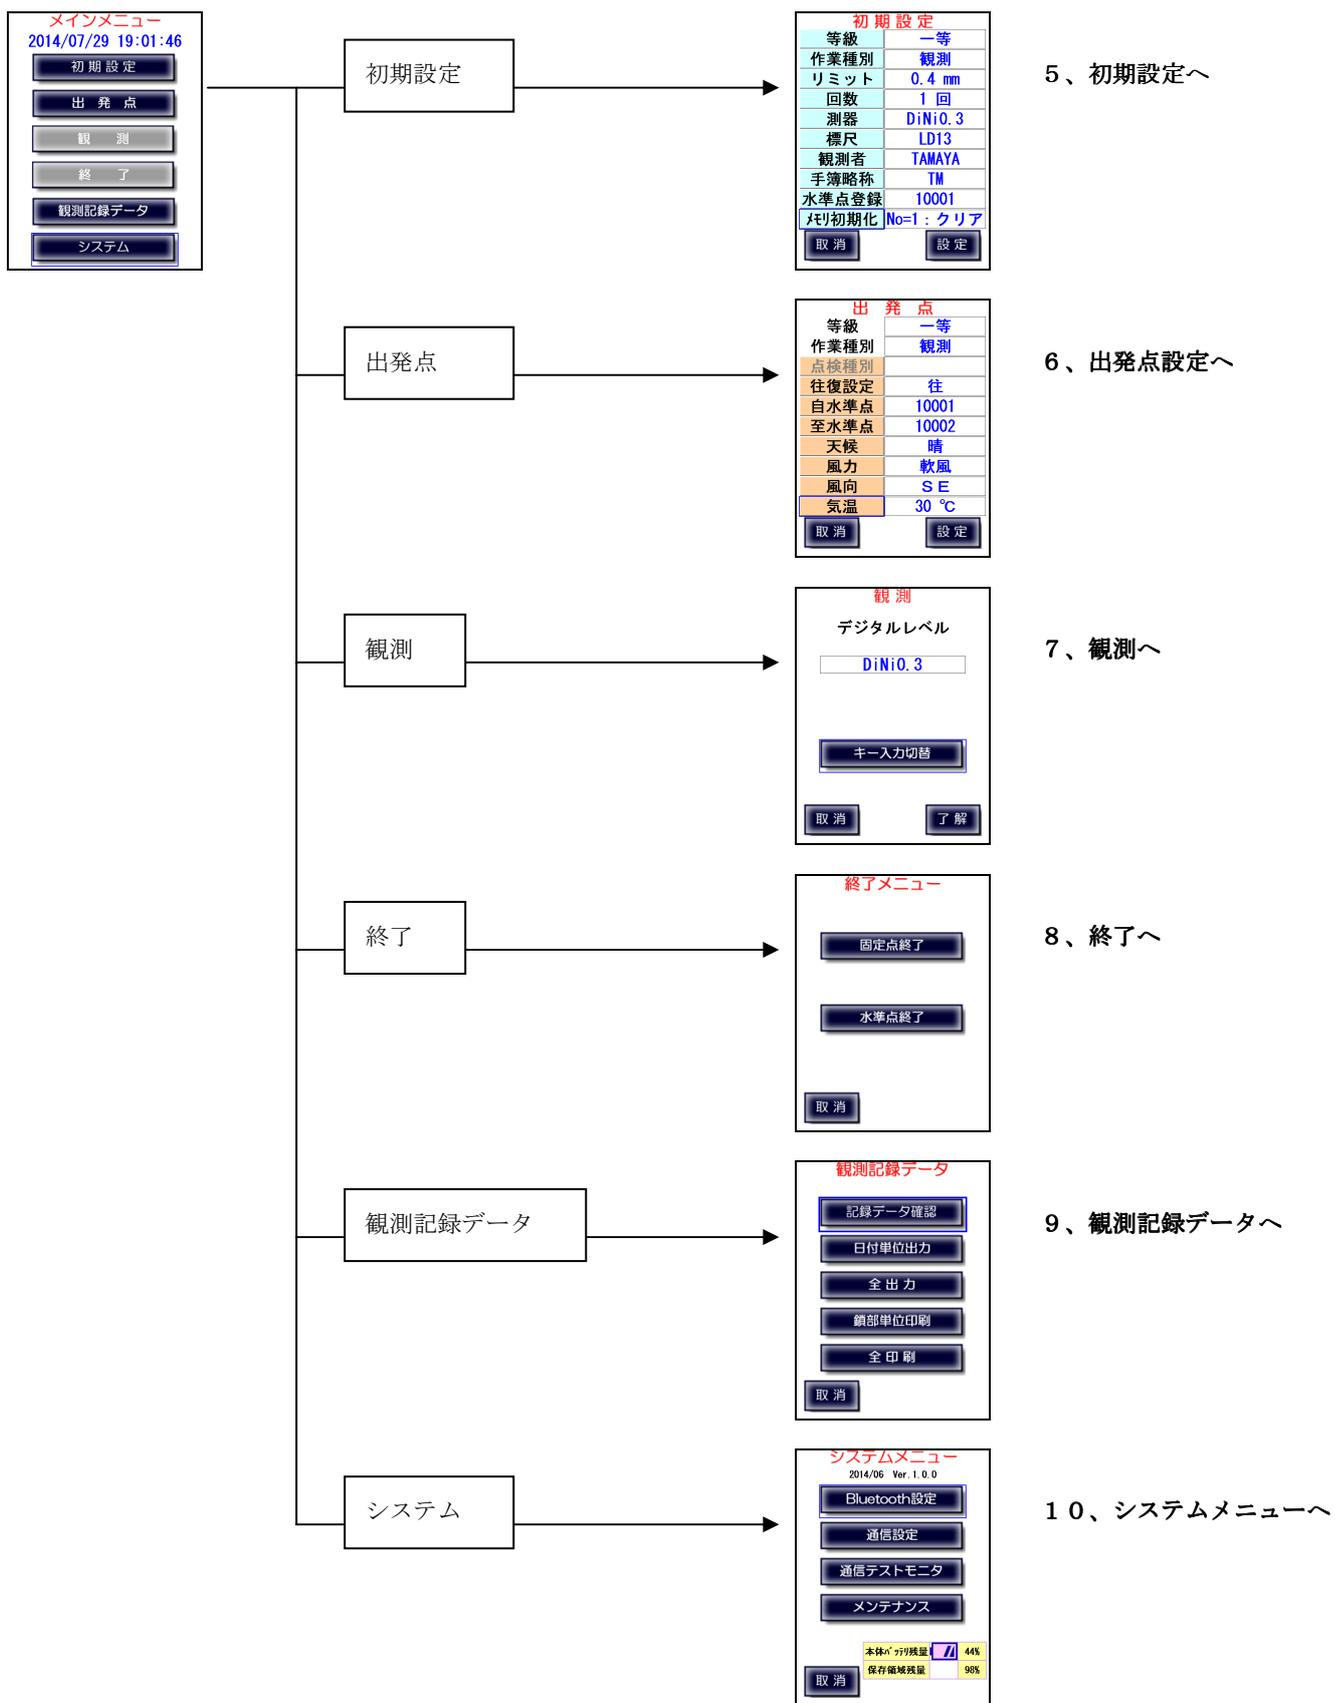 メインメニュー
2014/07/29 19:01:46
初期設定
出 発 点
観 測
終 了
観測記録データ
システム
初期設定
初期設定
等級 一等
作業種別 観測
リミット 0.4 mm
回数 1 回
測器 DiNi0.3
標尺 LD13
観測者 TAMAYA
手簿略称 TM
水準点登録 10001
ﾒﾓﾘ初期化 No=1：クリア
取消 設定
5、初期設定へ
出発点
出 発 点
等級 一等
作業種別 観測
点検種別
往復設定 往
自水準点 10001
至水準点 10002
天候 晴
風力 軟風
風向 ＳＥ
気温 30 ℃
取消 設定
6、出発点設定へ
観測
観 測
デジタルレベル
DiNi0.3
キー入力切替
取消 了解
7、観測へ
終了
終了メニュー
固定点終了
水準点終了
取消
8、終了へ
観測記録データ
観測記録データ
記録データ確認
日付単位出力
全出力
鎖部単位印刷
全印刷
取消
9、観測記録データへ
システム
システムメニュー
2014/06 Ver.1.0.0
Bluetooth設定
通信設定
通信テストモニタ
メンテナンス
本体ﾊﾞｯﾃﾘ残量 44%
保存領域残量 98%
取消
１０、システムメニューへ